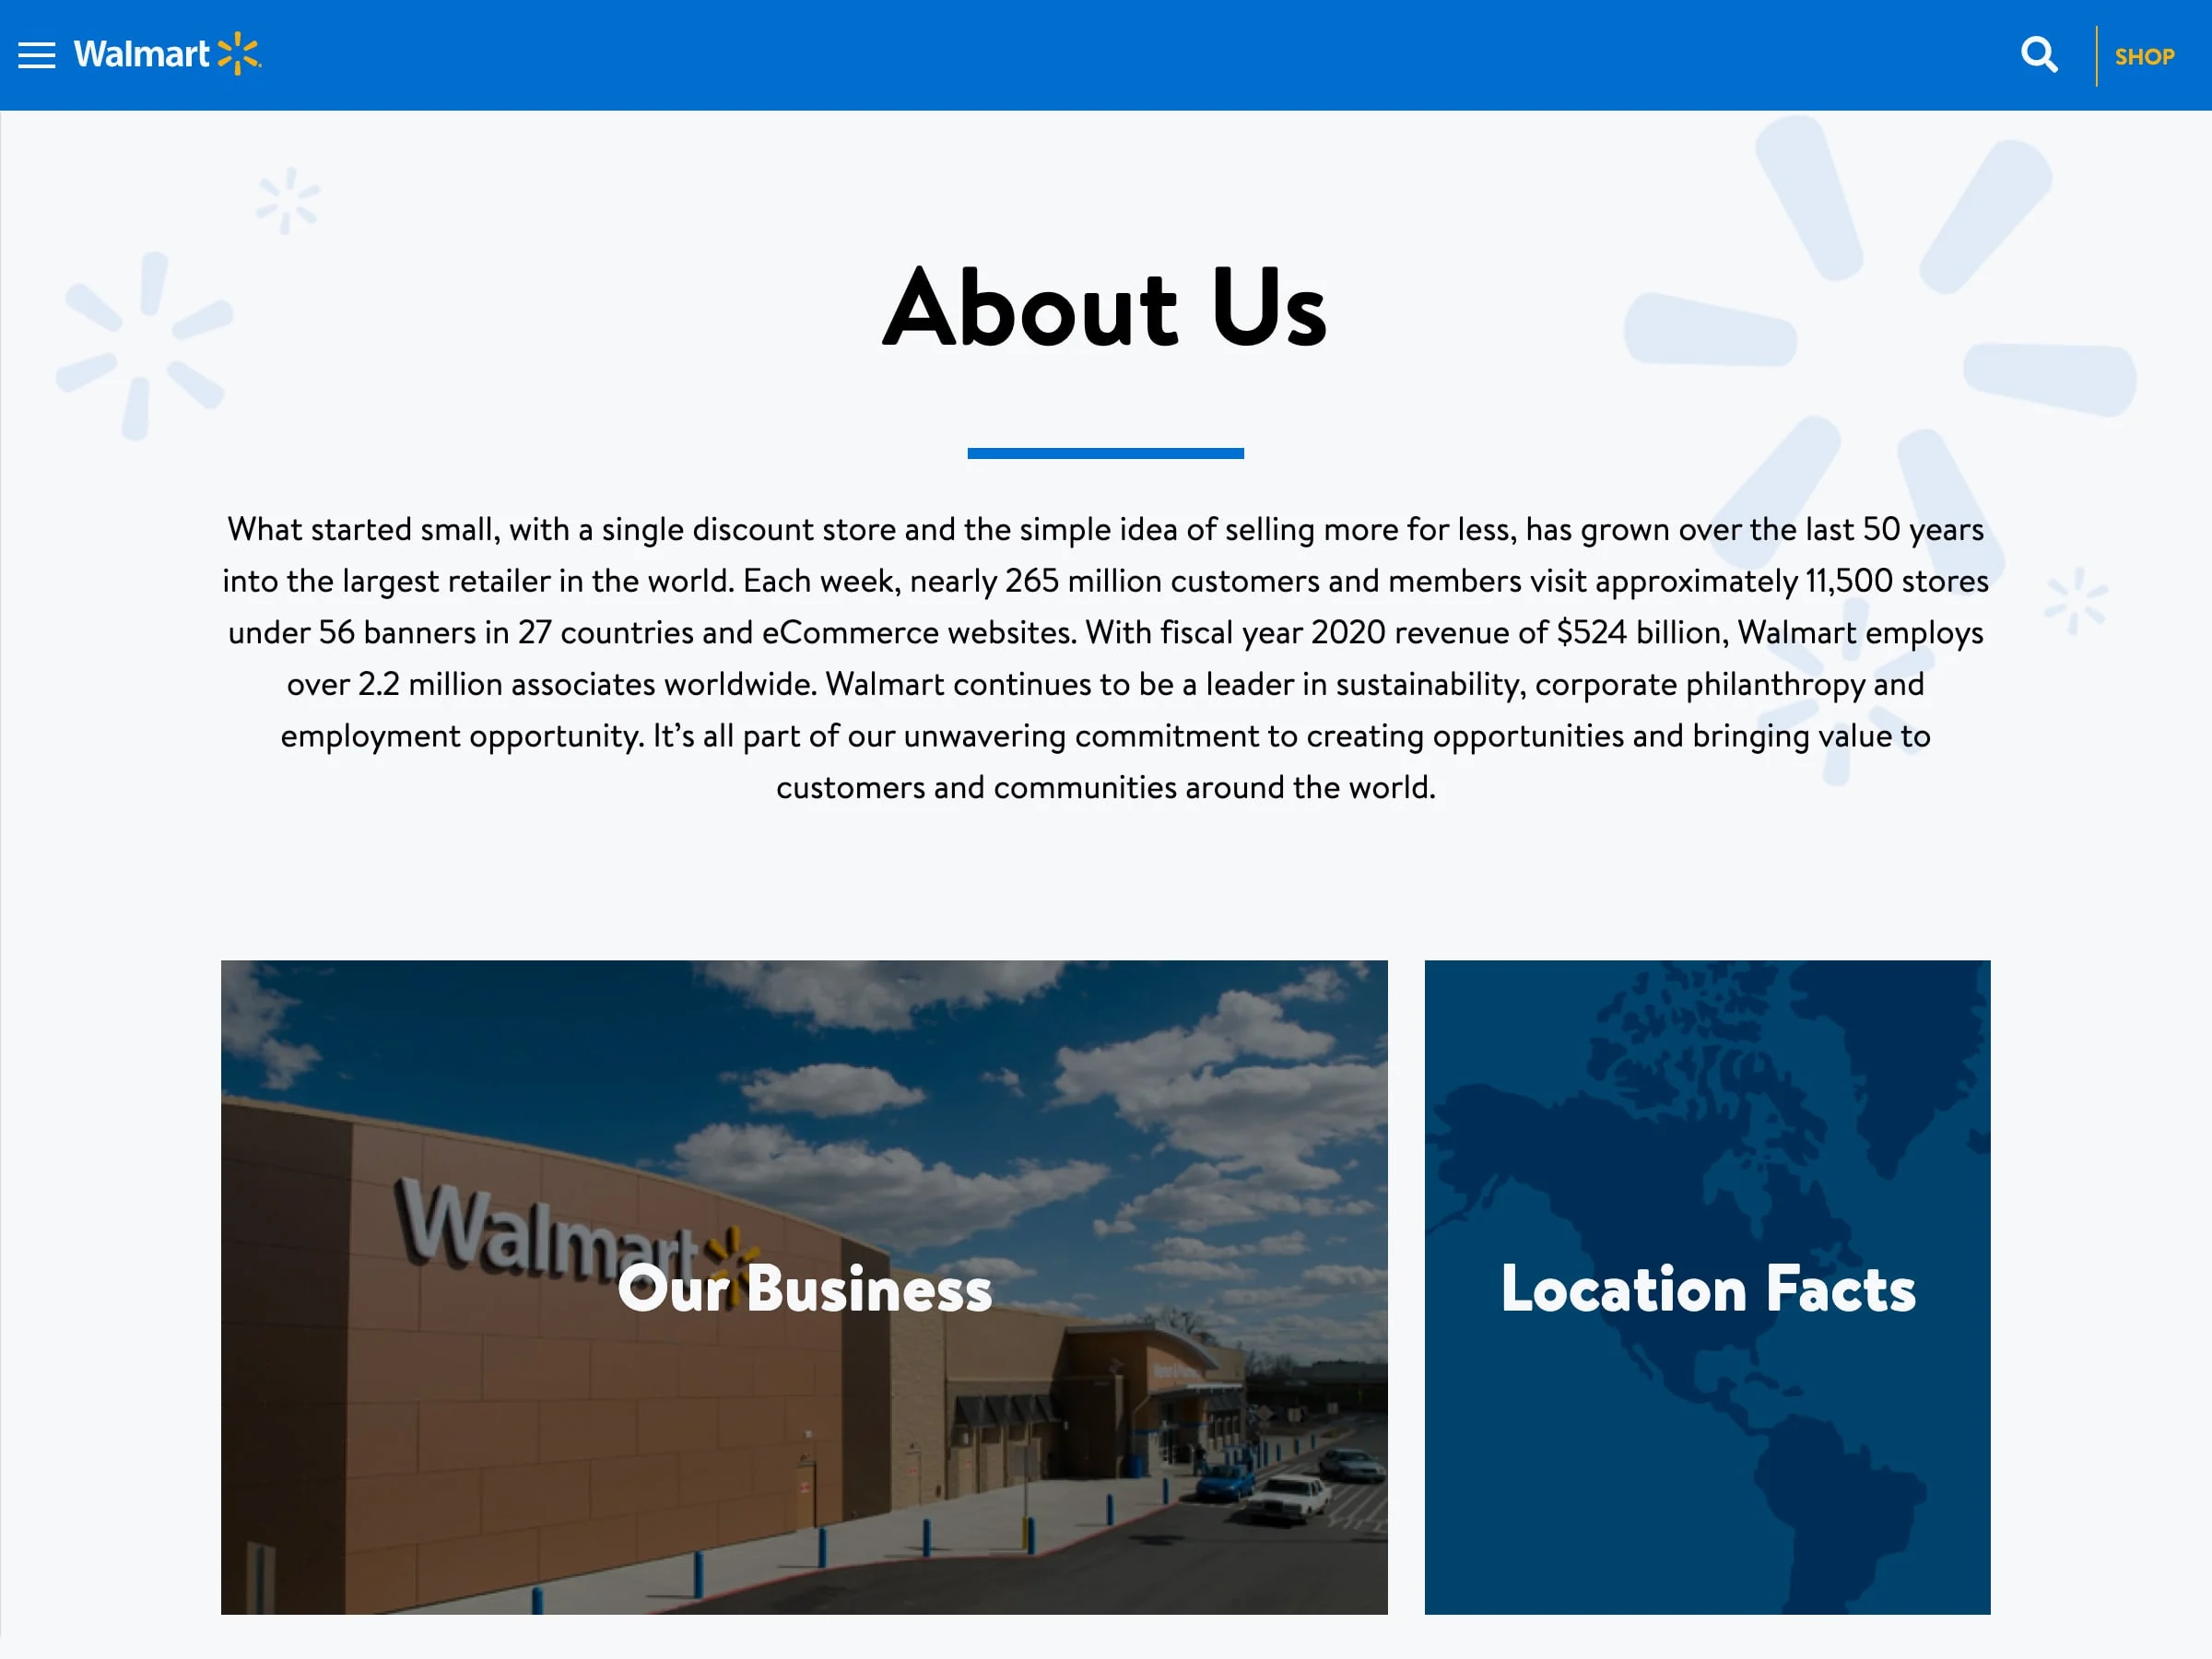 Walmart
SHOP
About Us
What started small, with a single discount store and the simple idea of selling more for less, has grown over the last 50 years
into the largest retailer in the world. Each week, nearly 265 million customers and members visit approximately 11,500 stores
under 56 banners in 27 countries and eCommerce websites. With fiscal year 2020 revenue of $524 billion, Walmart employs
over 2.2 million associates worldwide. Walmart continues to be a leader in sustainability, corporate philanthropy and
employment opportunity. It’s all part of our unwavering commitment to creating opportunities and bringing value to
customers and communities around the world.
Walmart
Our Business
Location Facts